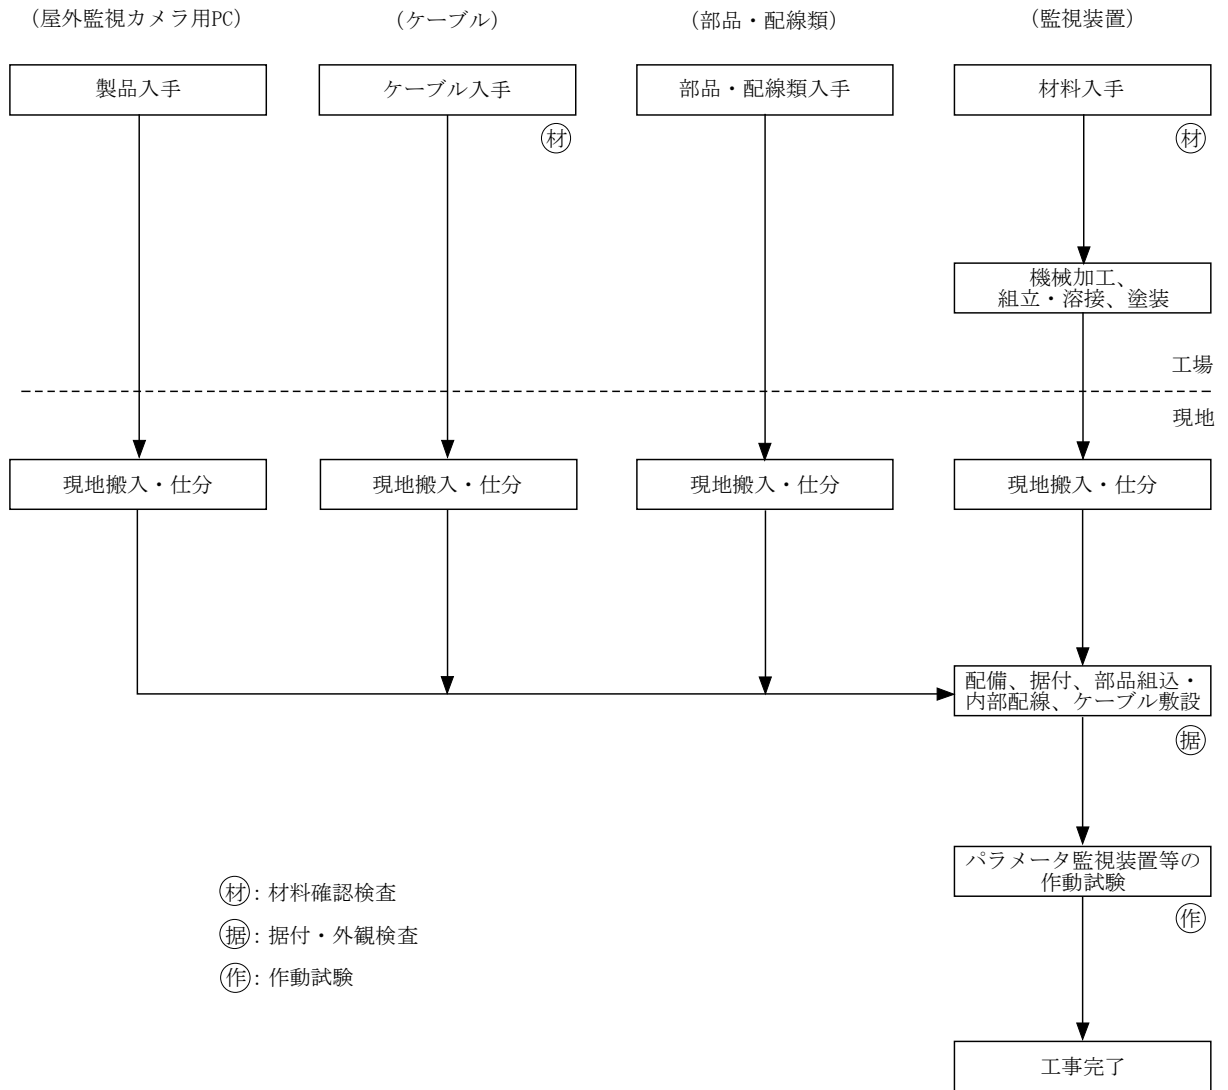 (屋外監視カメラ用PC)
(ケーブル)
(部品・配線類)
(監視装置)
製品入手
ケーブル入手
部品・配線類入手
材料入手
材
材
機械加工、
組立・溶接、塗装
工場
現地
現地搬入・仕分
現地搬入・仕分
現地搬入・仕分
現地搬入・仕分
配備、据付、部品組込・
内部配線、ケーブル敷設
据
パラメータ監視装置等の
作動試験
作
材: 材料確認検査
据: 据付・外観検査
作: 作動試験
工事完了